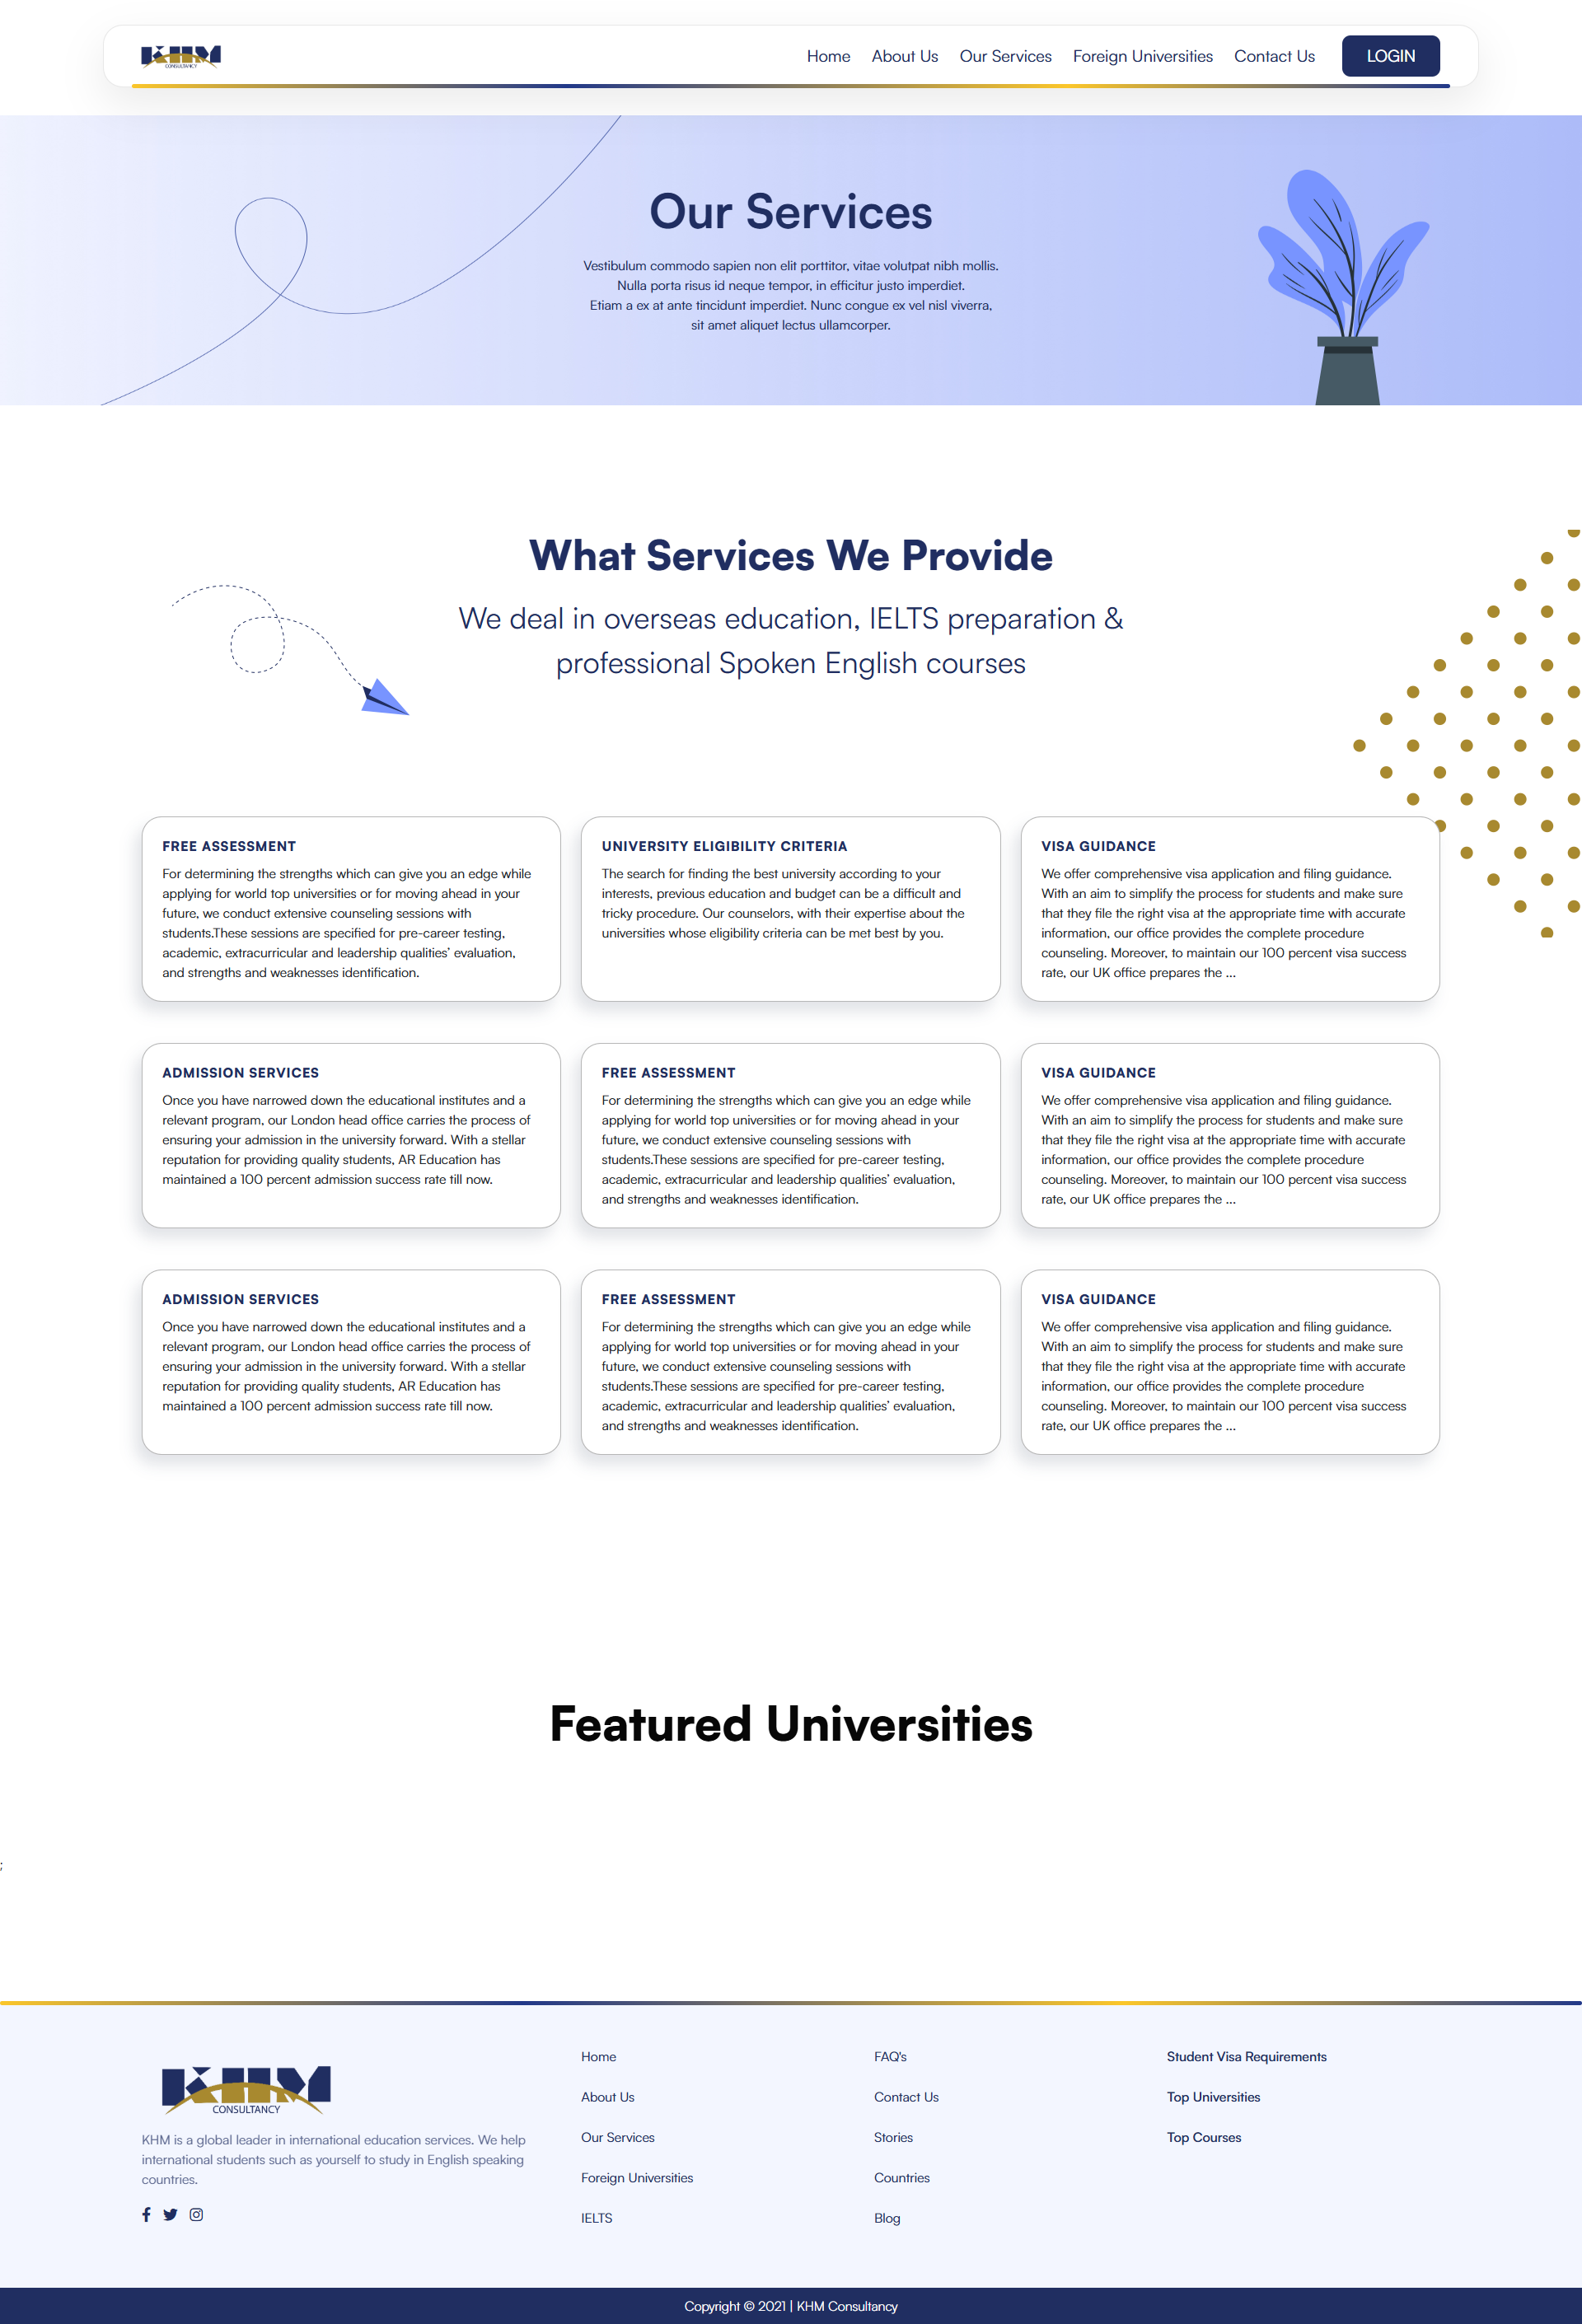 KHM
CONSULTANCY
Home About Us Our Services Foreign Universities Contact Us LOGIN
Our Services
Vestibulum commodo sapien non elit porttitor, vitae volutpat nibh mollis.
Nulla porta risus id neque tempor, in efficitur justo imperdiet.
Etiam a ex at ante tincidunt imperdiet. Nunc congue ex vel nisl viverra,
sit amet aliquet lectus ullamcorper.
What Services We Provide
We deal in overseas education, IELTS preparation &
professional Spoken English courses
FREE ASSESSMENT
For determining the strengths which can give you an edge while
applying for world top universities or for moving ahead in your
future, we conduct extensive counseling sessions with
students.These sessions are specified for pre-career testing,
academic, extracurricular and leadership qualities’ evaluation,
and strengths and weaknesses identification.
UNIVERSITY ELIGIBILITY CRITERIA
The search for finding the best university according to your
interests, previous education and budget can be a difficult and
tricky procedure. Our counselors, with their expertise about the
universities whose eligibility criteria can be met best by you.
VISA GUIDANCE
We offer comprehensive visa application and filing guidance.
With an aim to simplify the process for students and make sure
that they file the right visa at the appropriate time with accurate
information, our office provides the complete procedure
counseling. Moreover, to maintain our 100 percent visa success
rate, our UK office prepares the ...
ADMISSION SERVICES
Once you have narrowed down the educational institutes and a
relevant program, our London head office carries the process of
ensuring your admission in the university forward. With a stellar
reputation for providing quality students, AR Education has
maintained a 100 percent admission success rate till now.
FREE ASSESSMENT
For determining the strengths which can give you an edge while
applying for world top universities or for moving ahead in your
future, we conduct extensive counseling sessions with
students.These sessions are specified for pre-career testing,
academic, extracurricular and leadership qualities’ evaluation,
and strengths and weaknesses identification.
VISA GUIDANCE
We offer comprehensive visa application and filing guidance.
With an aim to simplify the process for students and make sure
that they file the right visa at the appropriate time with accurate
information, our office provides the complete procedure
counseling. Moreover, to maintain our 100 percent visa success
rate, our UK office prepares the ...
ADMISSION SERVICES
Once you have narrowed down the educational institutes and a
relevant program, our London head office carries the process of
ensuring your admission in the university forward. With a stellar
reputation for providing quality students, AR Education has
maintained a 100 percent admission success rate till now.
FREE ASSESSMENT
For determining the strengths which can give you an edge while
applying for world top universities or for moving ahead in your
future, we conduct extensive counseling sessions with
students.These sessions are specified for pre-career testing,
academic, extracurricular and leadership qualities’ evaluation,
and strengths and weaknesses identification.
VISA GUIDANCE
We offer comprehensive visa application and filing guidance.
With an aim to simplify the process for students and make sure
that they file the right visa at the appropriate time with accurate
information, our office provides the complete procedure
counseling. Moreover, to maintain our 100 percent visa success
rate, our UK office prepares the ...
Featured Universities
;
KHM
CONSULTANCY
KHM is a global leader in international education services. We help
international students such as yourself to study in English speaking
countries.
Home
About Us
Our Services
Foreign Universities
IELTS
FAQ's
Contact Us
Stories
Countries
Blog
Student Visa Requirements
Top Universities
Top Courses
Copyright © 2021 | KHM Consultancy